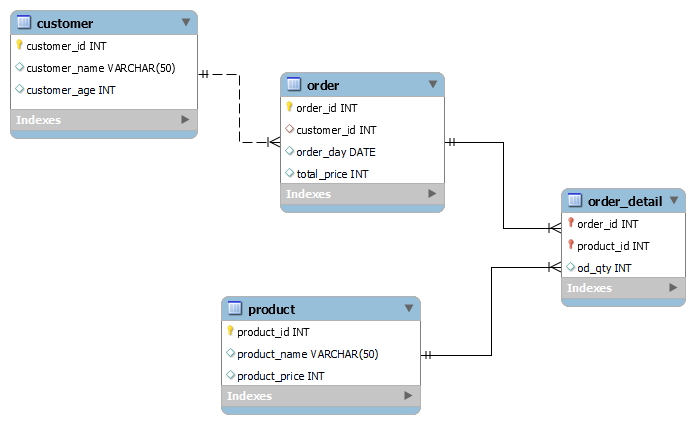 customer
customer_id INT
customer_name VARCHAR(50)
customer_age INT
Indexes
order
order_id INT
customer_id INT
order_day DATE
total_price INT
Indexes
order_detail
order_id INT
product_id INT
od_qty INT
Indexes
product
product_id INT
product_name VARCHAR(50)
product_price INT
Indexes